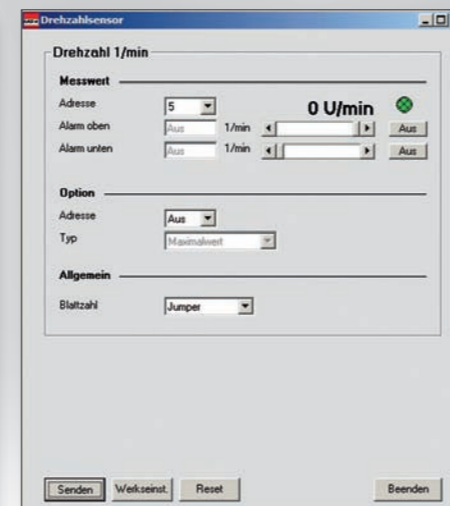 Drehzahlsensor
Drehzahl 1/min
Messwert
Adresse 5 0 U/min
Alarm oben Aus 1/min Aus
Alarm unten Aus 1/min Aus
Option
Adresse Aus
Typ Maximalwert
Allgemein
Blattzahl Jumper
Senden Werkseinst. Reset Beenden